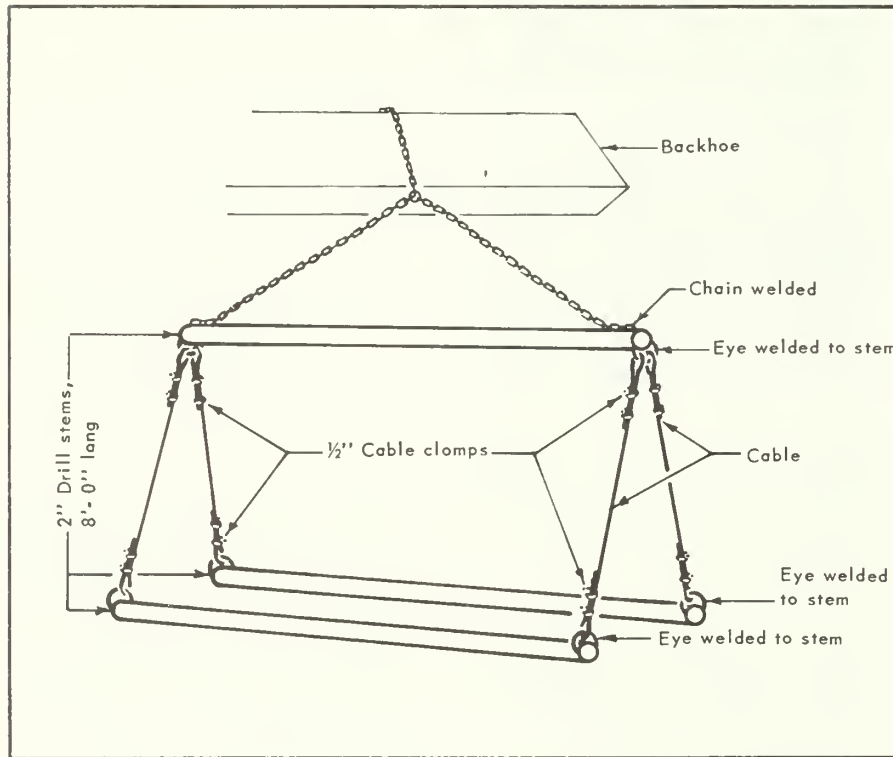 Backhoe
Chain welded
Eye welded to stem
2" Drill stems,
8'-0" lang
½" Cable clomps
Cable
Eye welded
to stem
Eye welded to stem